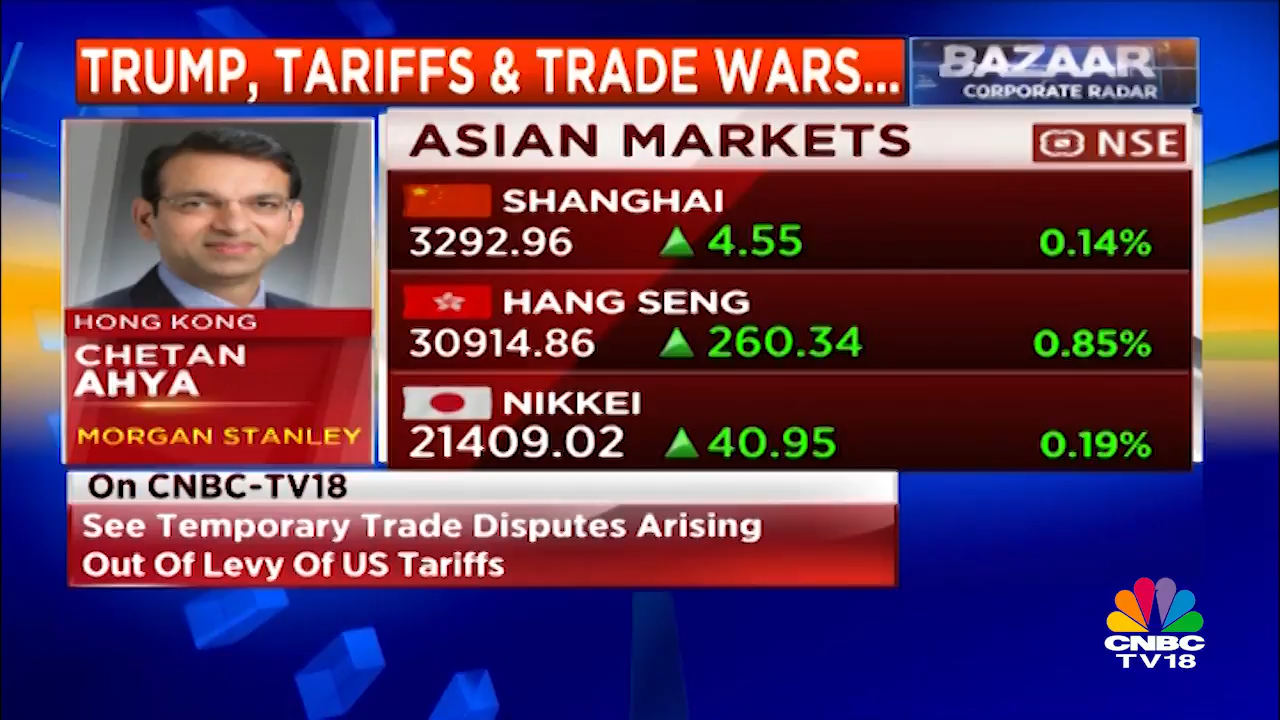 TRUMP, TARIFFS & TRADE WARS...
BAZAAR
CORPORATE RADAR
ASIAN MARKETS
NSE
SHANGHAI
3292.96 ▲ 4.55 0.14%
HANG SENG
30914.86 ▲ 260.34 0.85%
NIKKEI
21409.02 ▲ 40.95 0.19%
HONG KONG
CHETAN
AHYA
MORGAN STANLEY
On CNBC-TV18
See Temporary Trade Disputes Arising
Out Of Levy Of US Tariffs
CNBC
TV18